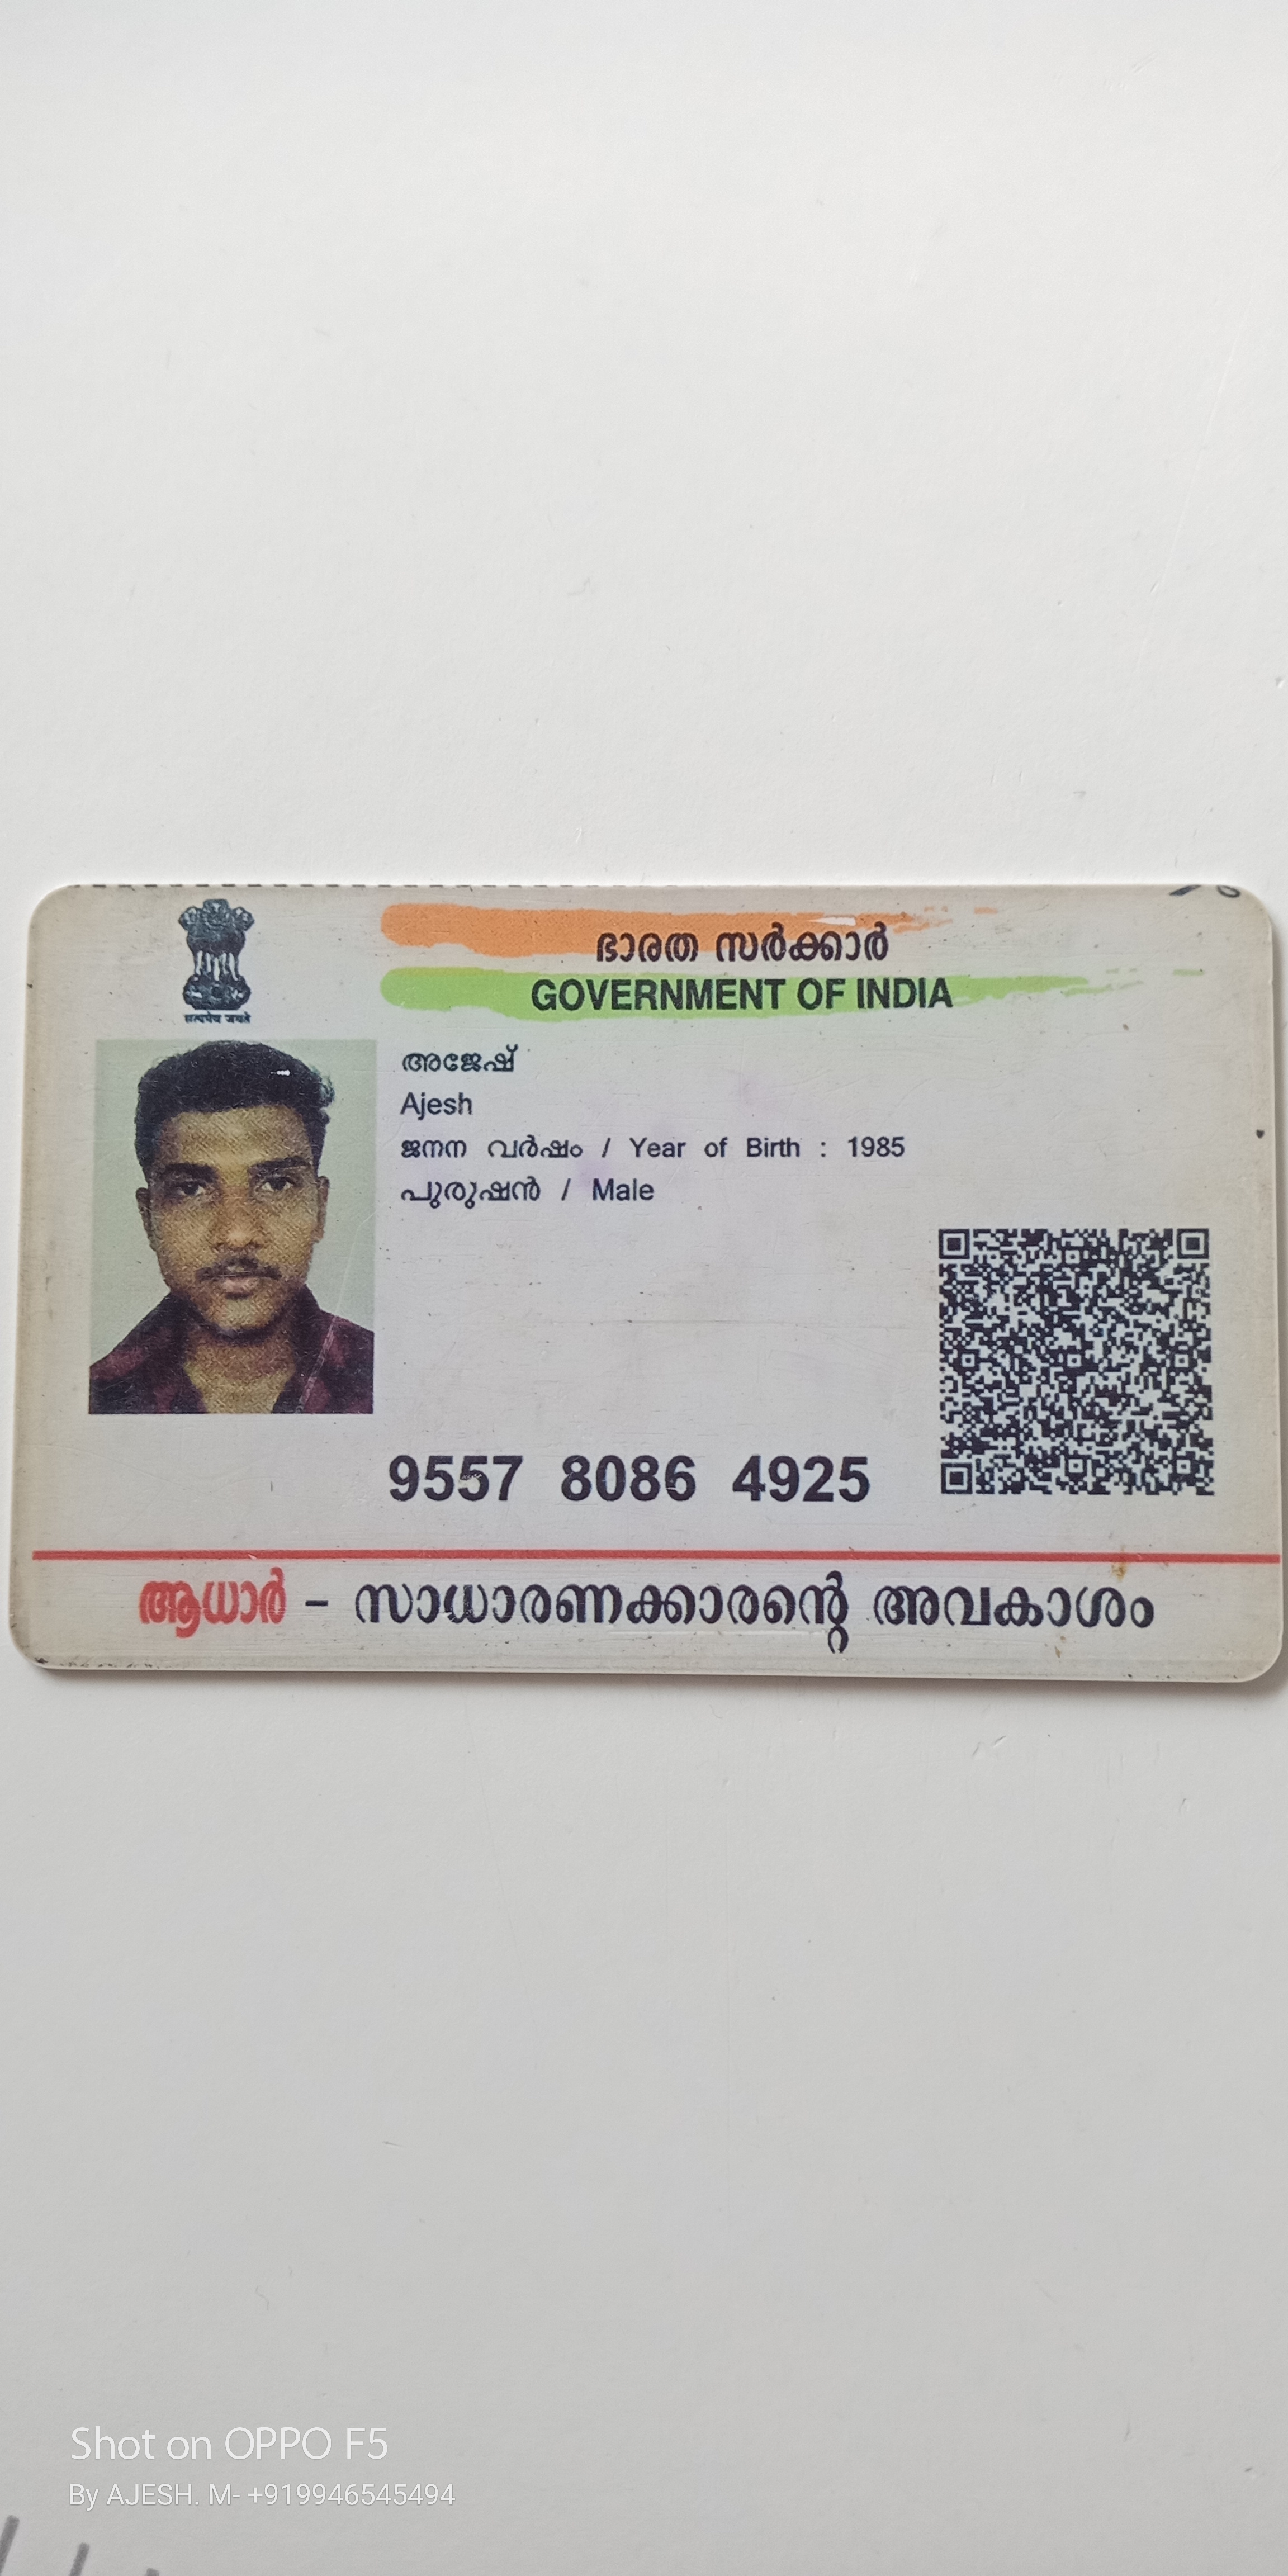 ഭാരത സർക്കാർ
GOVERNMENT OF INDIA
सत्यमेव जयते
അജേഷ്
Ajesh
ജനന വർഷം / Year of Birth : 1985
പുരുഷൻ / Male
9557 8086 4925
ആധാർ - സാധാരണക്കാരന്റെ അവകാശം
Shot on OPPO F5
By AJESH. M- +919946545494